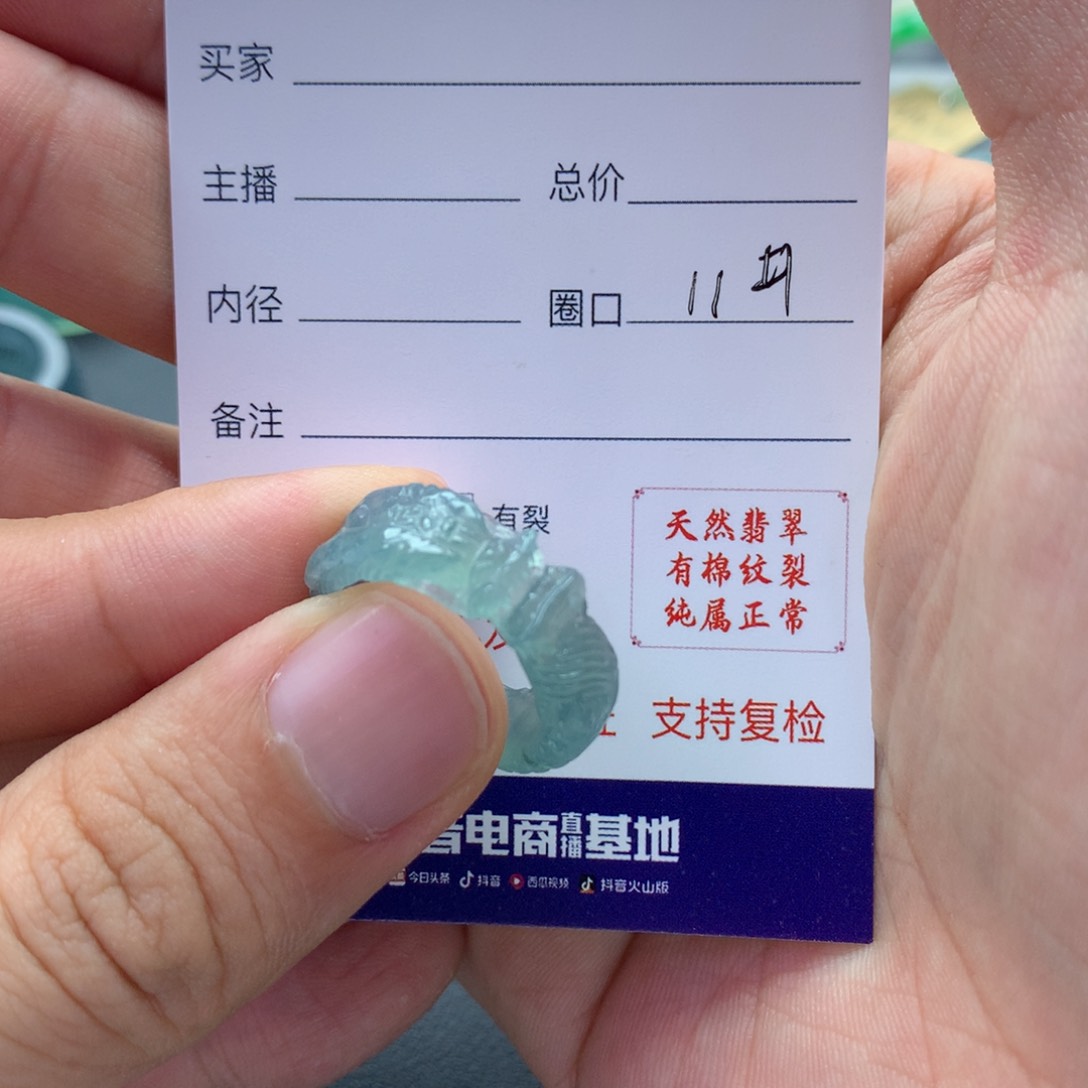 买家
主播 总价
内径 圈口 11
备注
有裂
天然翡翠
有棉纹裂
纯属正常
支持复检
音电商直播基地
今日头条 抖音 西瓜视频 抖音火山版